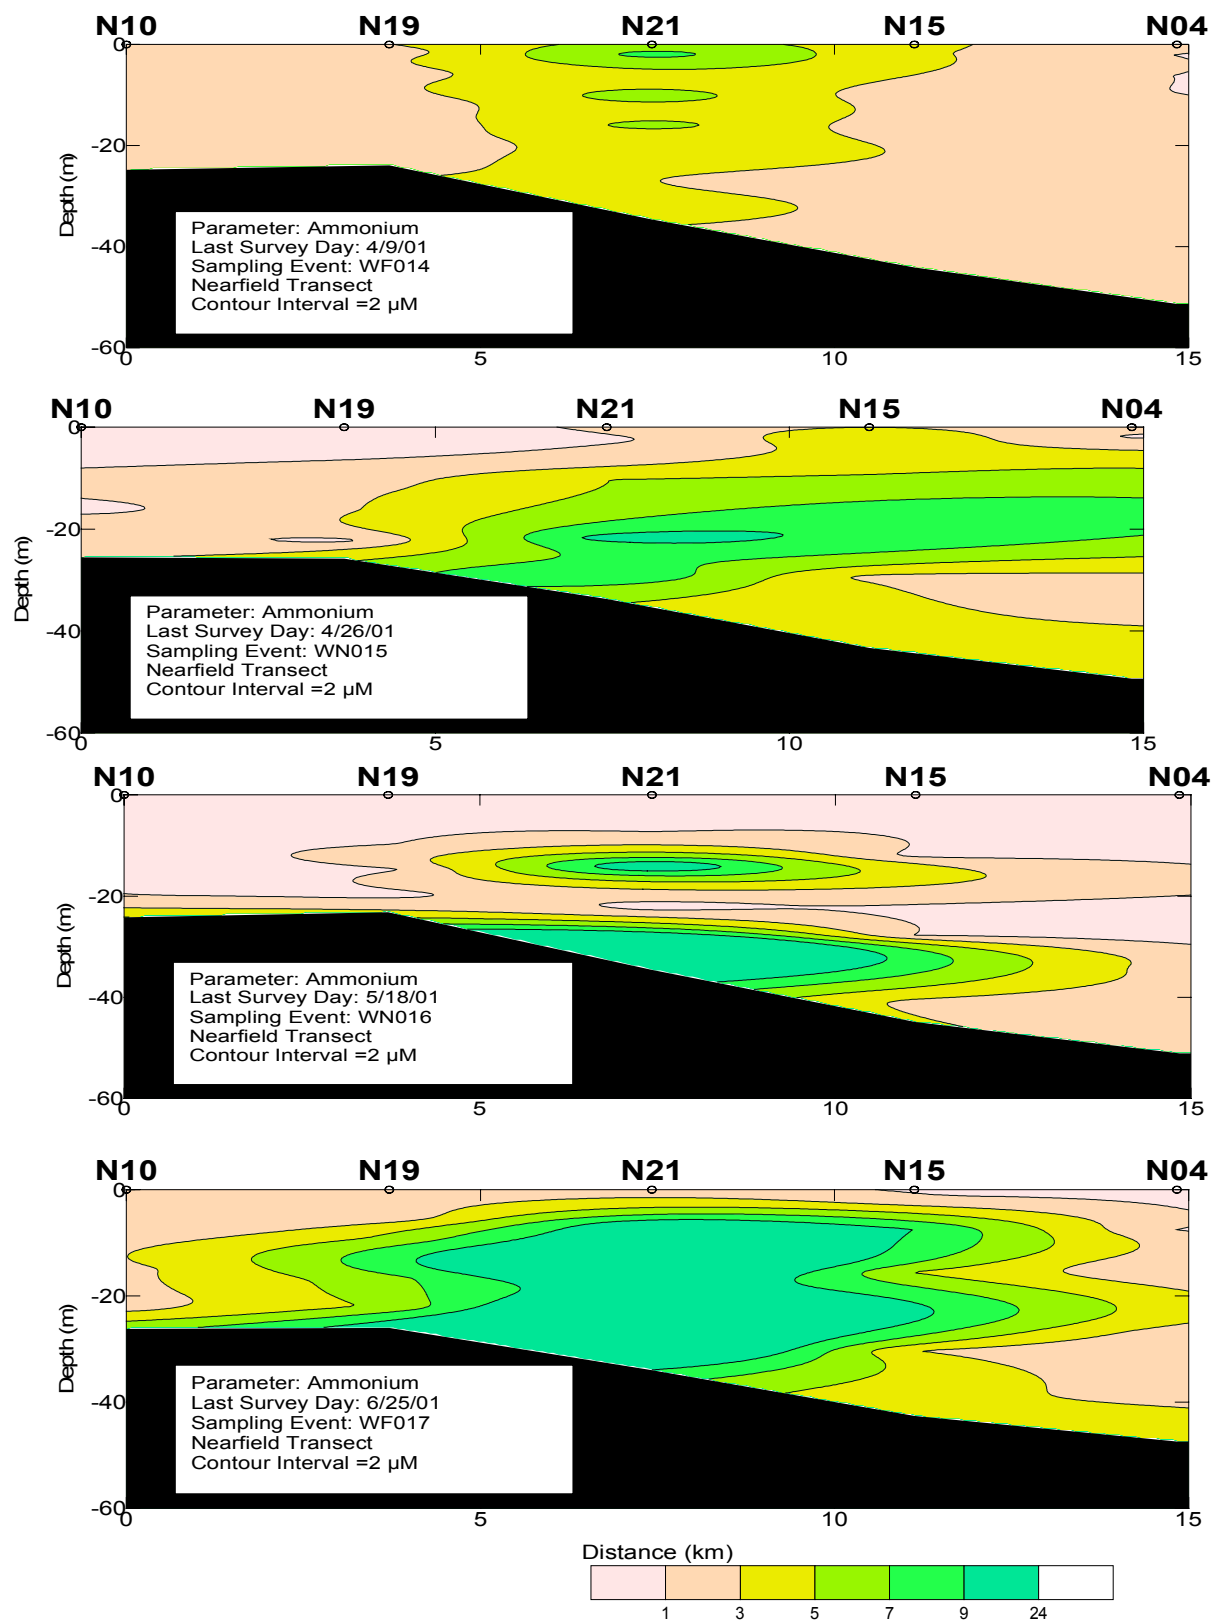 N10 N19 N21 N15 N04
0
-20
-40
-60
Depth (m)
Parameter: Ammonium
Last Survey Day: 4/9/01
Sampling Event: WF014
Nearfield Transect
Contour Interval =2 µM
0 5 10 15
N10 N19 N21 N15 N04
0
-20
-40
-60
Depth (m)
Parameter: Ammonium
Last Survey Day: 4/26/01
Sampling Event: WN015
Nearfield Transect
Contour Interval =2 µM
0 5 10 15
N10 N19 N21 N15 N04
0
-20
-40
-60
Depth (m)
Parameter: Ammonium
Last Survey Day: 5/18/01
Sampling Event: WN016
Nearfield Transect
Contour Interval =2 µM
0 5 10 15
N10 N19 N21 N15 N04
0
-20
-40
-60
Depth (m)
Parameter: Ammonium
Last Survey Day: 6/25/01
Sampling Event: WF017
Nearfield Transect
Contour Interval =2 µM
0 5 10 15
Distance (km)
1 3 5 7 9 24